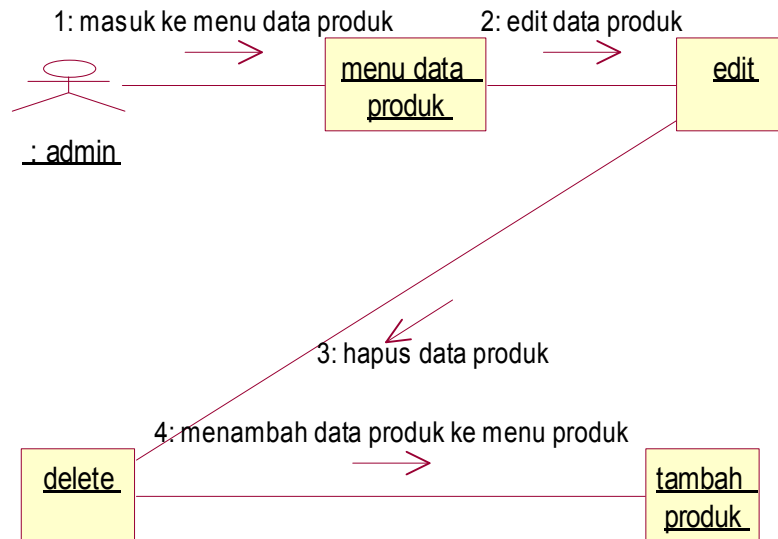 1: masuk ke menu data produk
2: edit data produk
menu data
produk
edit
: admin
3: hapus data produk
4: menambah data produk ke menu produk
delete
tambah
produk